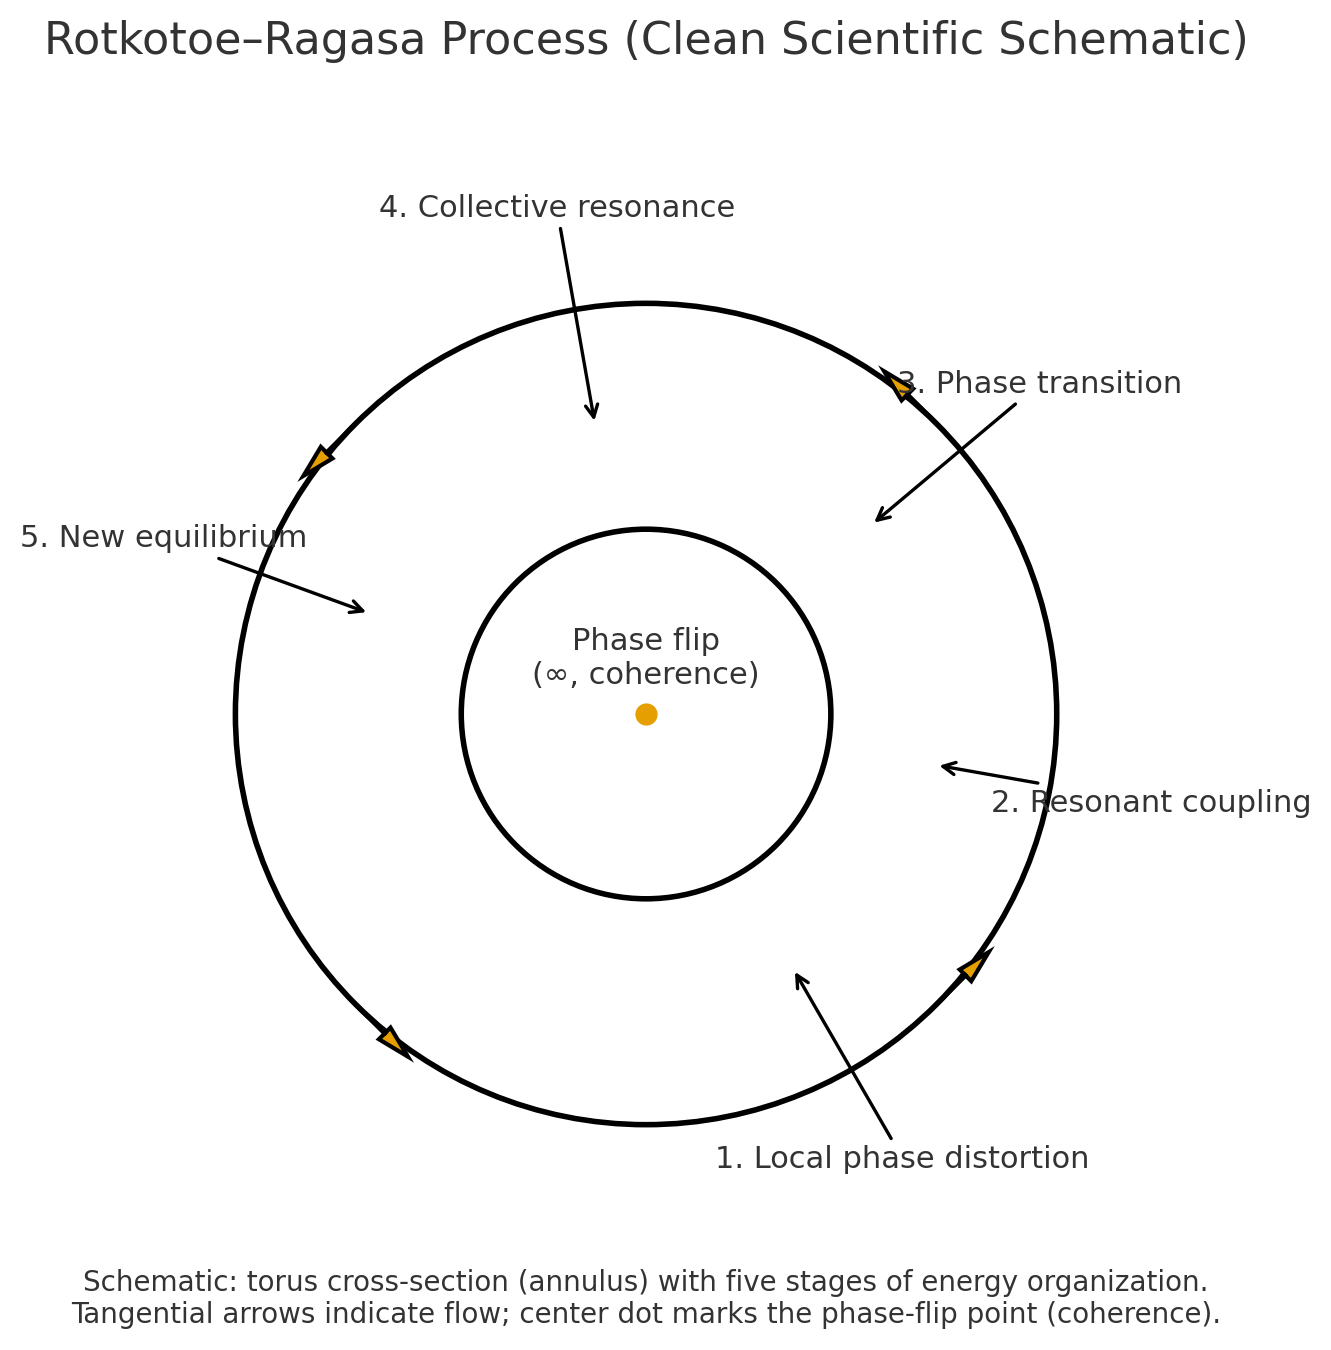 Rotkotoe–Ragasa Process (Clean Scientific Schematic)
4. Collective resonance
3. Phase transition
5. New equilibrium
Phase flip
(∞, coherence)
2. Resonant coupling
1. Local phase distortion
Schematic: torus cross-section (annulus) with five stages of energy organization.
Tangential arrows indicate flow; center dot marks the phase-flip point (coherence).